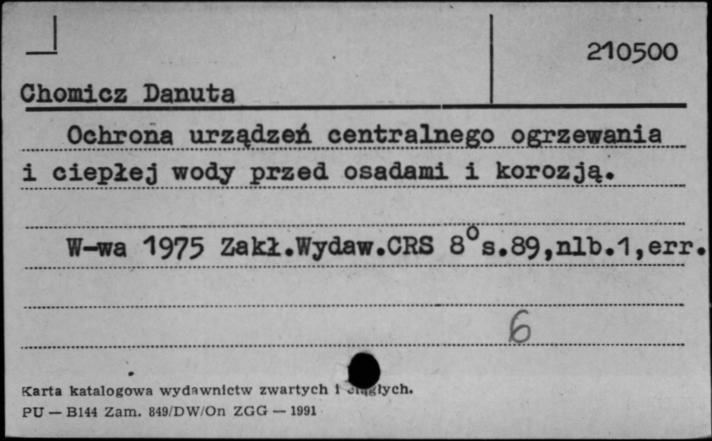 210500
Chomicz Danuta
Ochrona urządzeń centralnego ogrzewania
i ciepłej wody przed osadami i korozją.
W-wa 1975 Zakł.Wydaw.CRS 8° s.89,nlb.1,err.
6
Karta katalogowa wydawnictw zwartych i ciągłych.
PU — B144 Zam. 849/DW/On ZGG — 1991